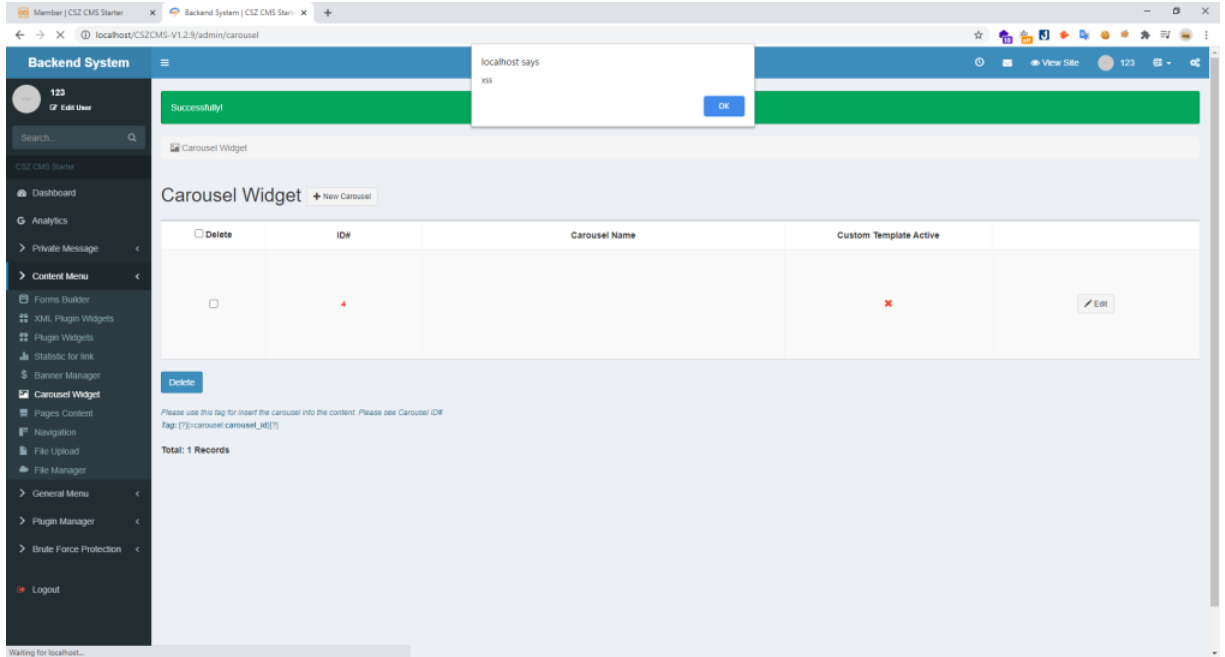 Member | CSZ CMS Starter
Backend System | CSZ CMS Start
localhost/CSZCMS-V1.2.9/admin/carousel
Backend System
localhost says
xss
OK
View Site
123
123
Edit User
Successfully!
Search...
Carousel Widget
CSZ CMS Starter
Dashboard
Carousel Widget
New Carousel
Analytics
Delete
ID#
Carousel Name
Custom Template Active
Private Message
Content Menu
Forms Builder
4
Edit
XML Plugin Widgets
Plugin Widgets
Statistic for link
Banner Manager
Delete
Carousel Widget
Pages Content
Please use this tag for insert the carousel into the content. Please see Carousel ID#
Tag: [?]{=carousel:carousel_id}[?]
Navigation
File Upload
Total: 1 Records
File Manager
General Menu
Plugin Manager
Brute Force Protection
Logout
Waiting for localhost...